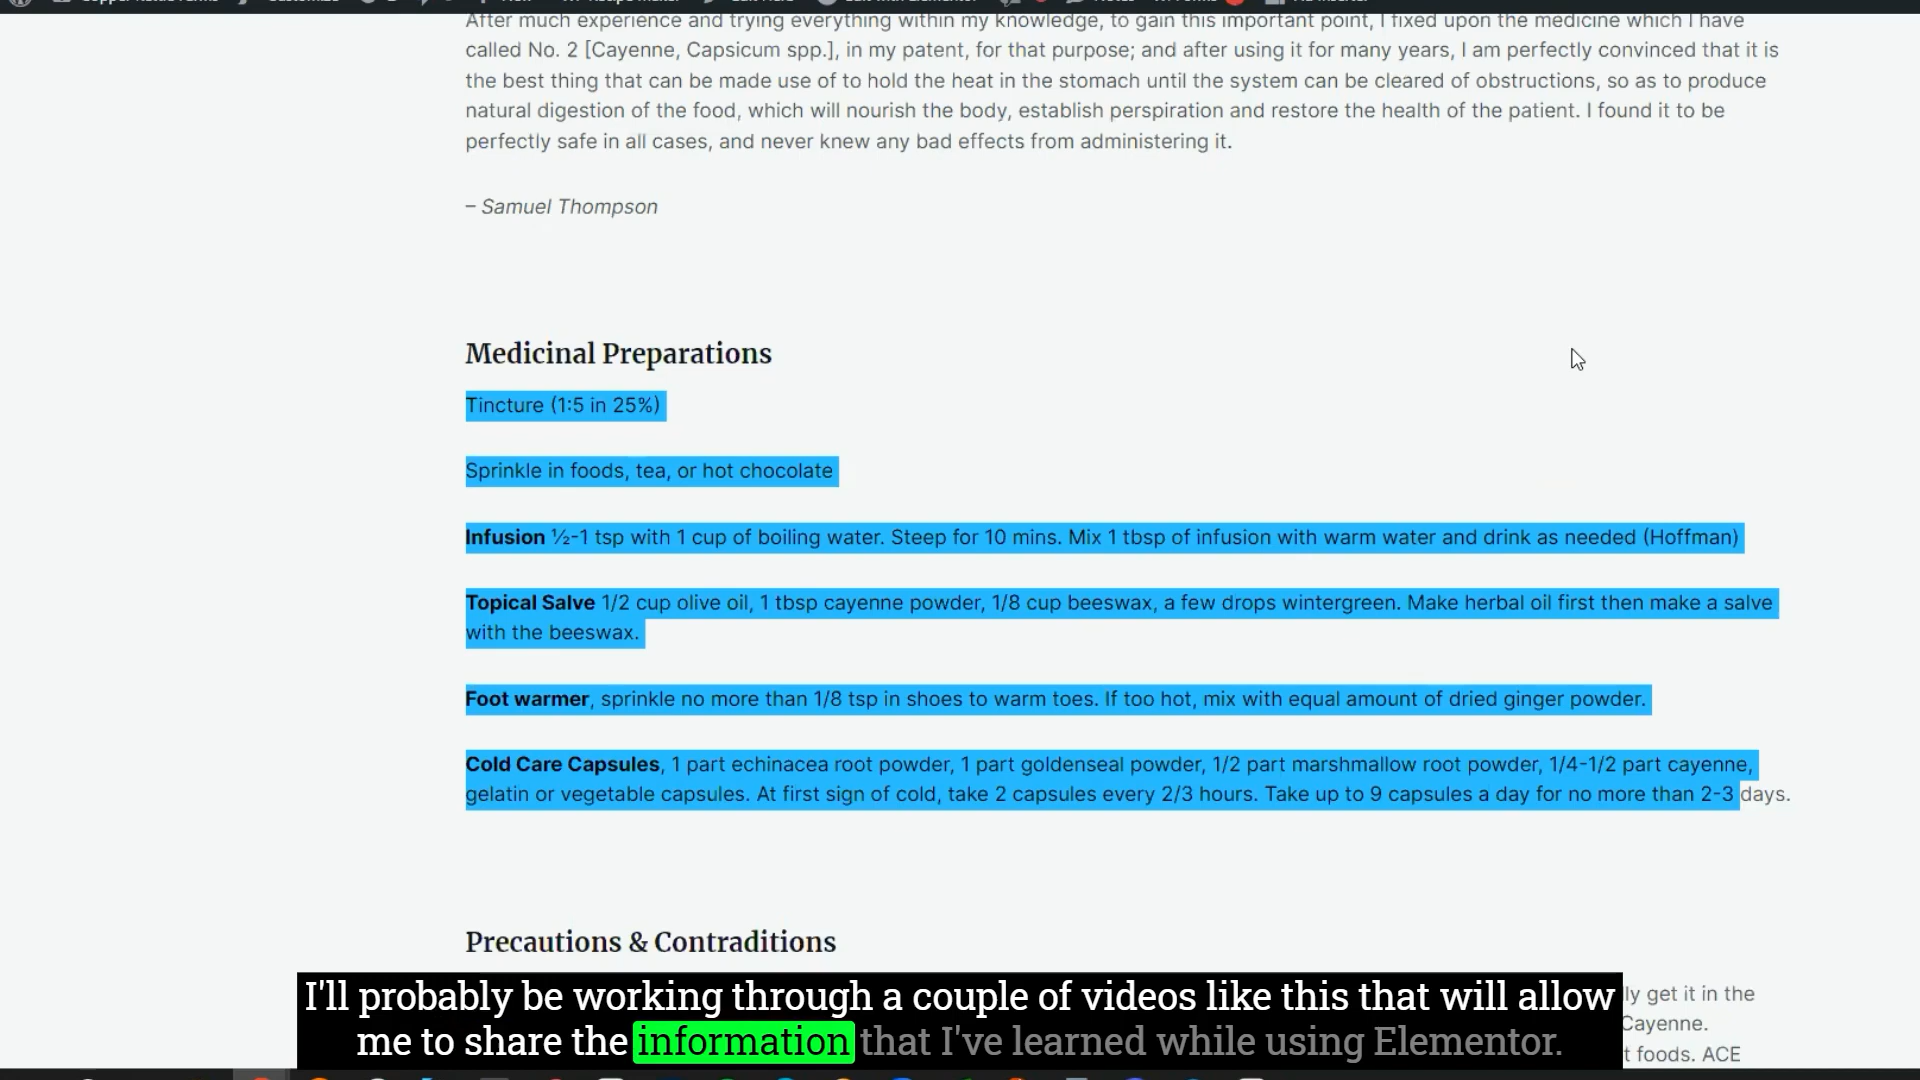 After much experience and trying everything within my knowledge, to gain this important point, I fixed upon the medicine which I have
called No. 2 [Cayenne, Capsicum spp.], in my patent, for that purpose; and after using it for many years, I am perfectly convinced that it is
the best thing that can be made use of to hold the heat in the stomach until the system can be cleared of obstructions, so as to produce
natural digestion of the food, which will nourish the body, establish perspiration and restore the health of the patient. I found it to be
perfectly safe in all cases, and never knew any bad effects from administering it.
– Samuel Thompson
Medicinal Preparations
Tincture (1:5 in 25%)
Sprinkle in foods, tea, or hot chocolate
Infusion ½-1 tsp with 1 cup of boiling water. Steep for 10 mins. Mix 1 tbsp of infusion with warm water and drink as needed (Hoffman)
Topical Salve 1/2 cup olive oil, 1 tbsp cayenne powder, 1/8 cup beeswax, a few drops wintergreen. Make herbal oil first then make a salve
with the beeswax.
Foot warmer, sprinkle no more than 1/8 tsp in shoes to warm toes. If too hot, mix with equal amount of dried ginger powder.
Cold Care Capsules, 1 part echinacea root powder, 1 part goldenseal powder, 1/2 part marshmallow root powder, 1/4-1/2 part cayenne,
gelatin or vegetable capsules. At first sign of cold, take 2 capsules every 2/3 hours. Take up to 9 capsules a day for no more than 2-3 days.
Precautions & Contraditions
get it in the
Cayenne.
foods. ACE
I'll probably be working through a couple of videos like this that will allow
me to share the information that I've learned while using Elementor.